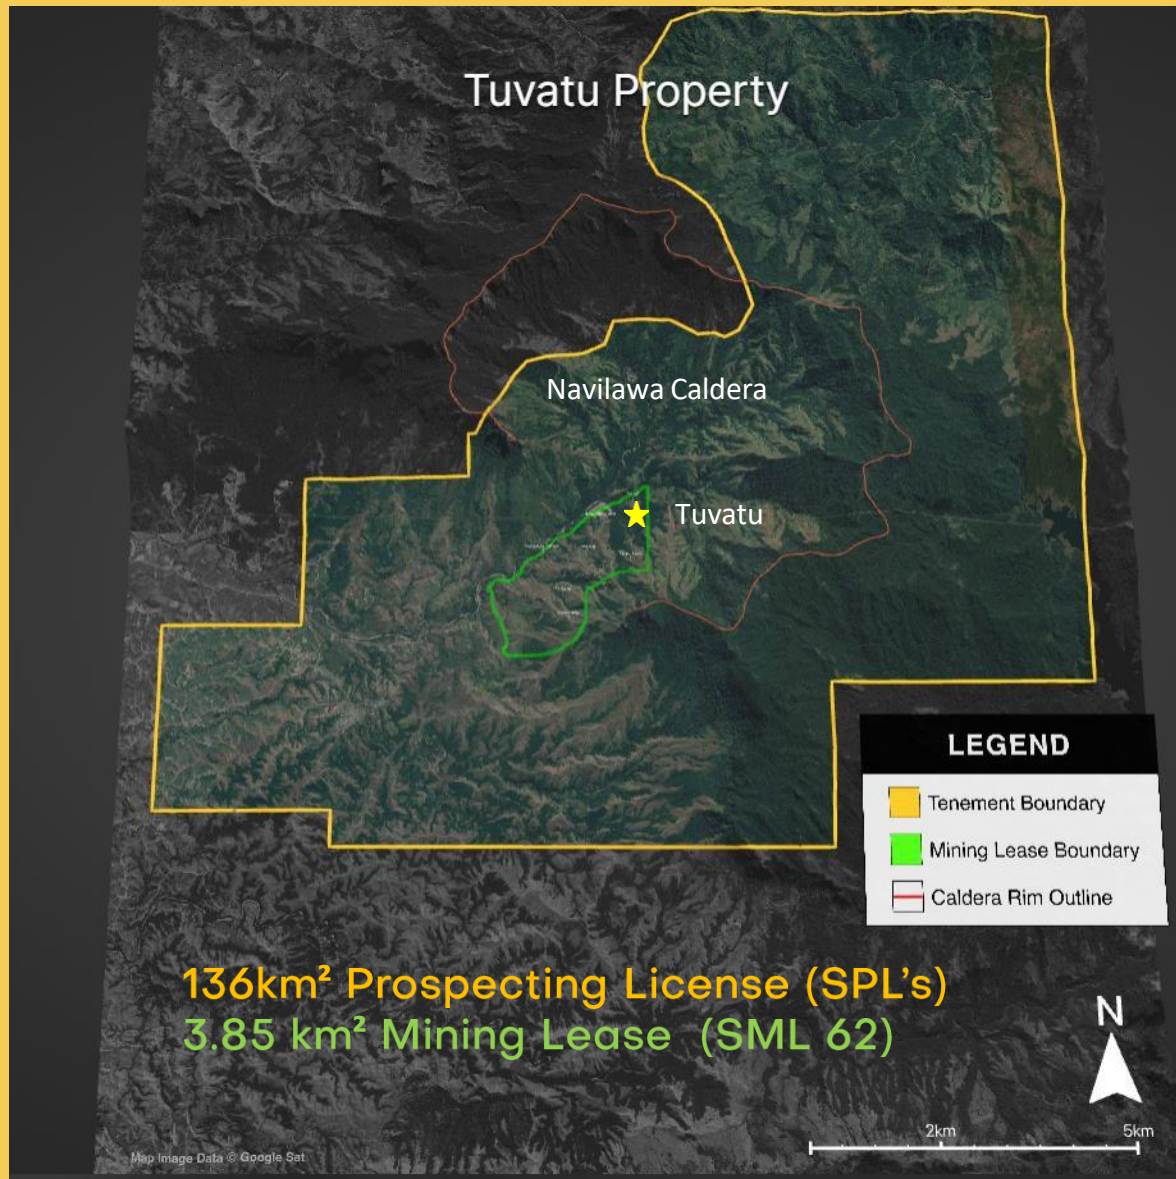 Tuvatu Property
Navilawa Caldera
Tuvatu
LEGEND
Tenement Boundary
Mining Lease Boundary
Caldera Rim Outline
136km² Prospecting License (SPL's)
3.85 km² Mining Lease (SML 62)
N
2km 5km
Map Image Data © Google Sat